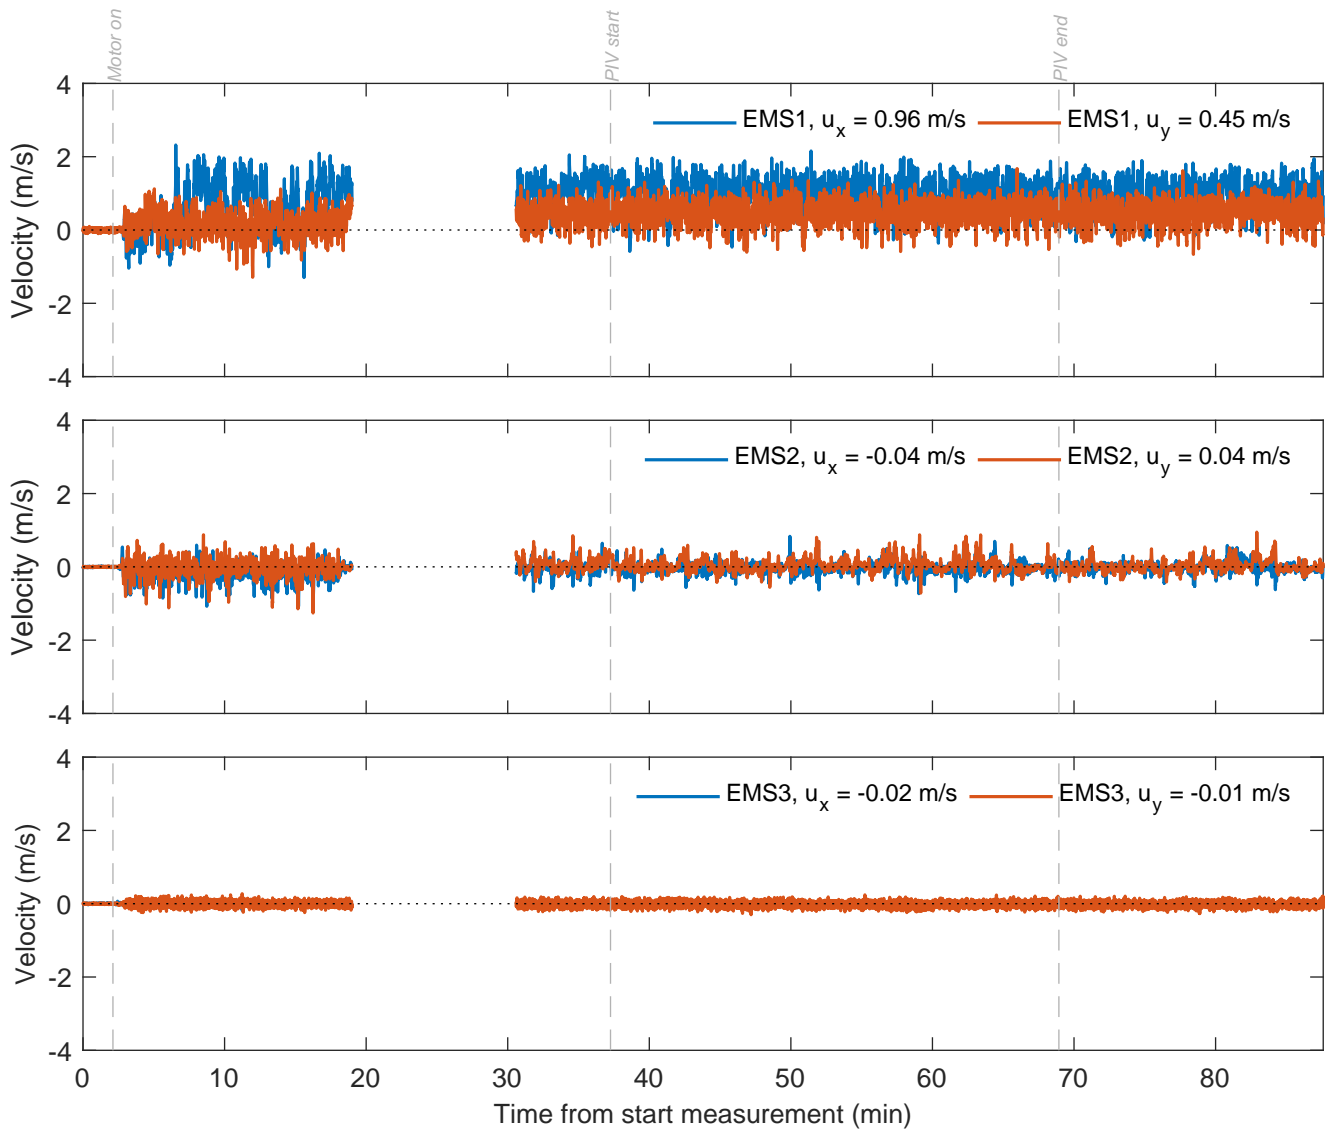 Motor on
PIV start
PIV end
Velocity (m/s)
4
2
0
-2
-4
EMS1, u_x = 0.96 m/s
EMS1, u_y = 0.45 m/s
Velocity (m/s)
4
2
0
-2
-4
EMS2, u_x = -0.04 m/s
EMS2, u_y = 0.04 m/s
Velocity (m/s)
4
2
0
-2
-4
EMS3, u_x = -0.02 m/s
EMS3, u_y = -0.01 m/s
0 10 20 30 40 50 60 70 80
Time from start measurement (min)